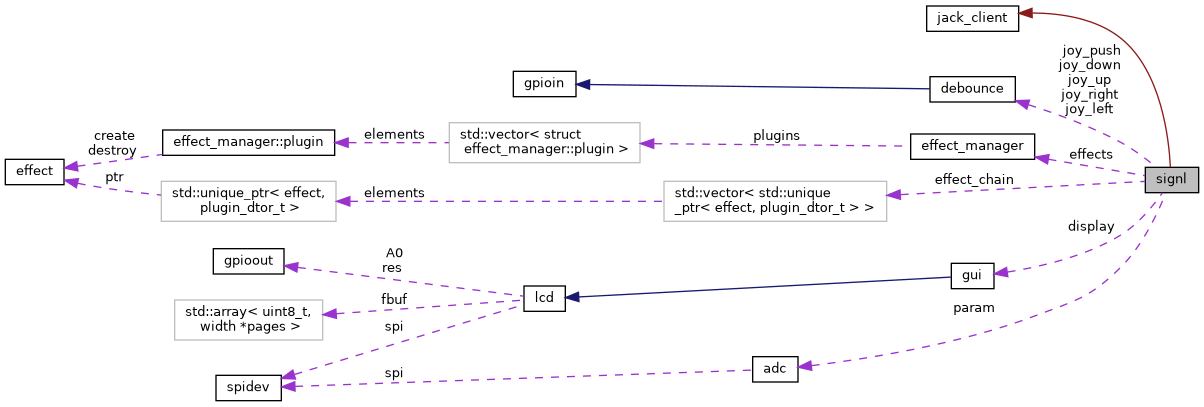 jack_client
joy_push
joy_down
joy_up
joy_right
joy_left
gpioin
debounce
create
destroy
effect_manager::plugin
elements
std::vector< struct
effect_manager::plugin >
plugins
effect_manager
effects
effect
ptr
std::unique_ptr< effect,
plugin_dtor_t >
elements
std::vector< std::unique
_ptr< effect, plugin_dtor_t > >
effect_chain
signl
display
gpioout
A0
res
gui
lcd
std::array< uint8_t,
width *pages >
fbuf
spi
param
spidev
spi
adc